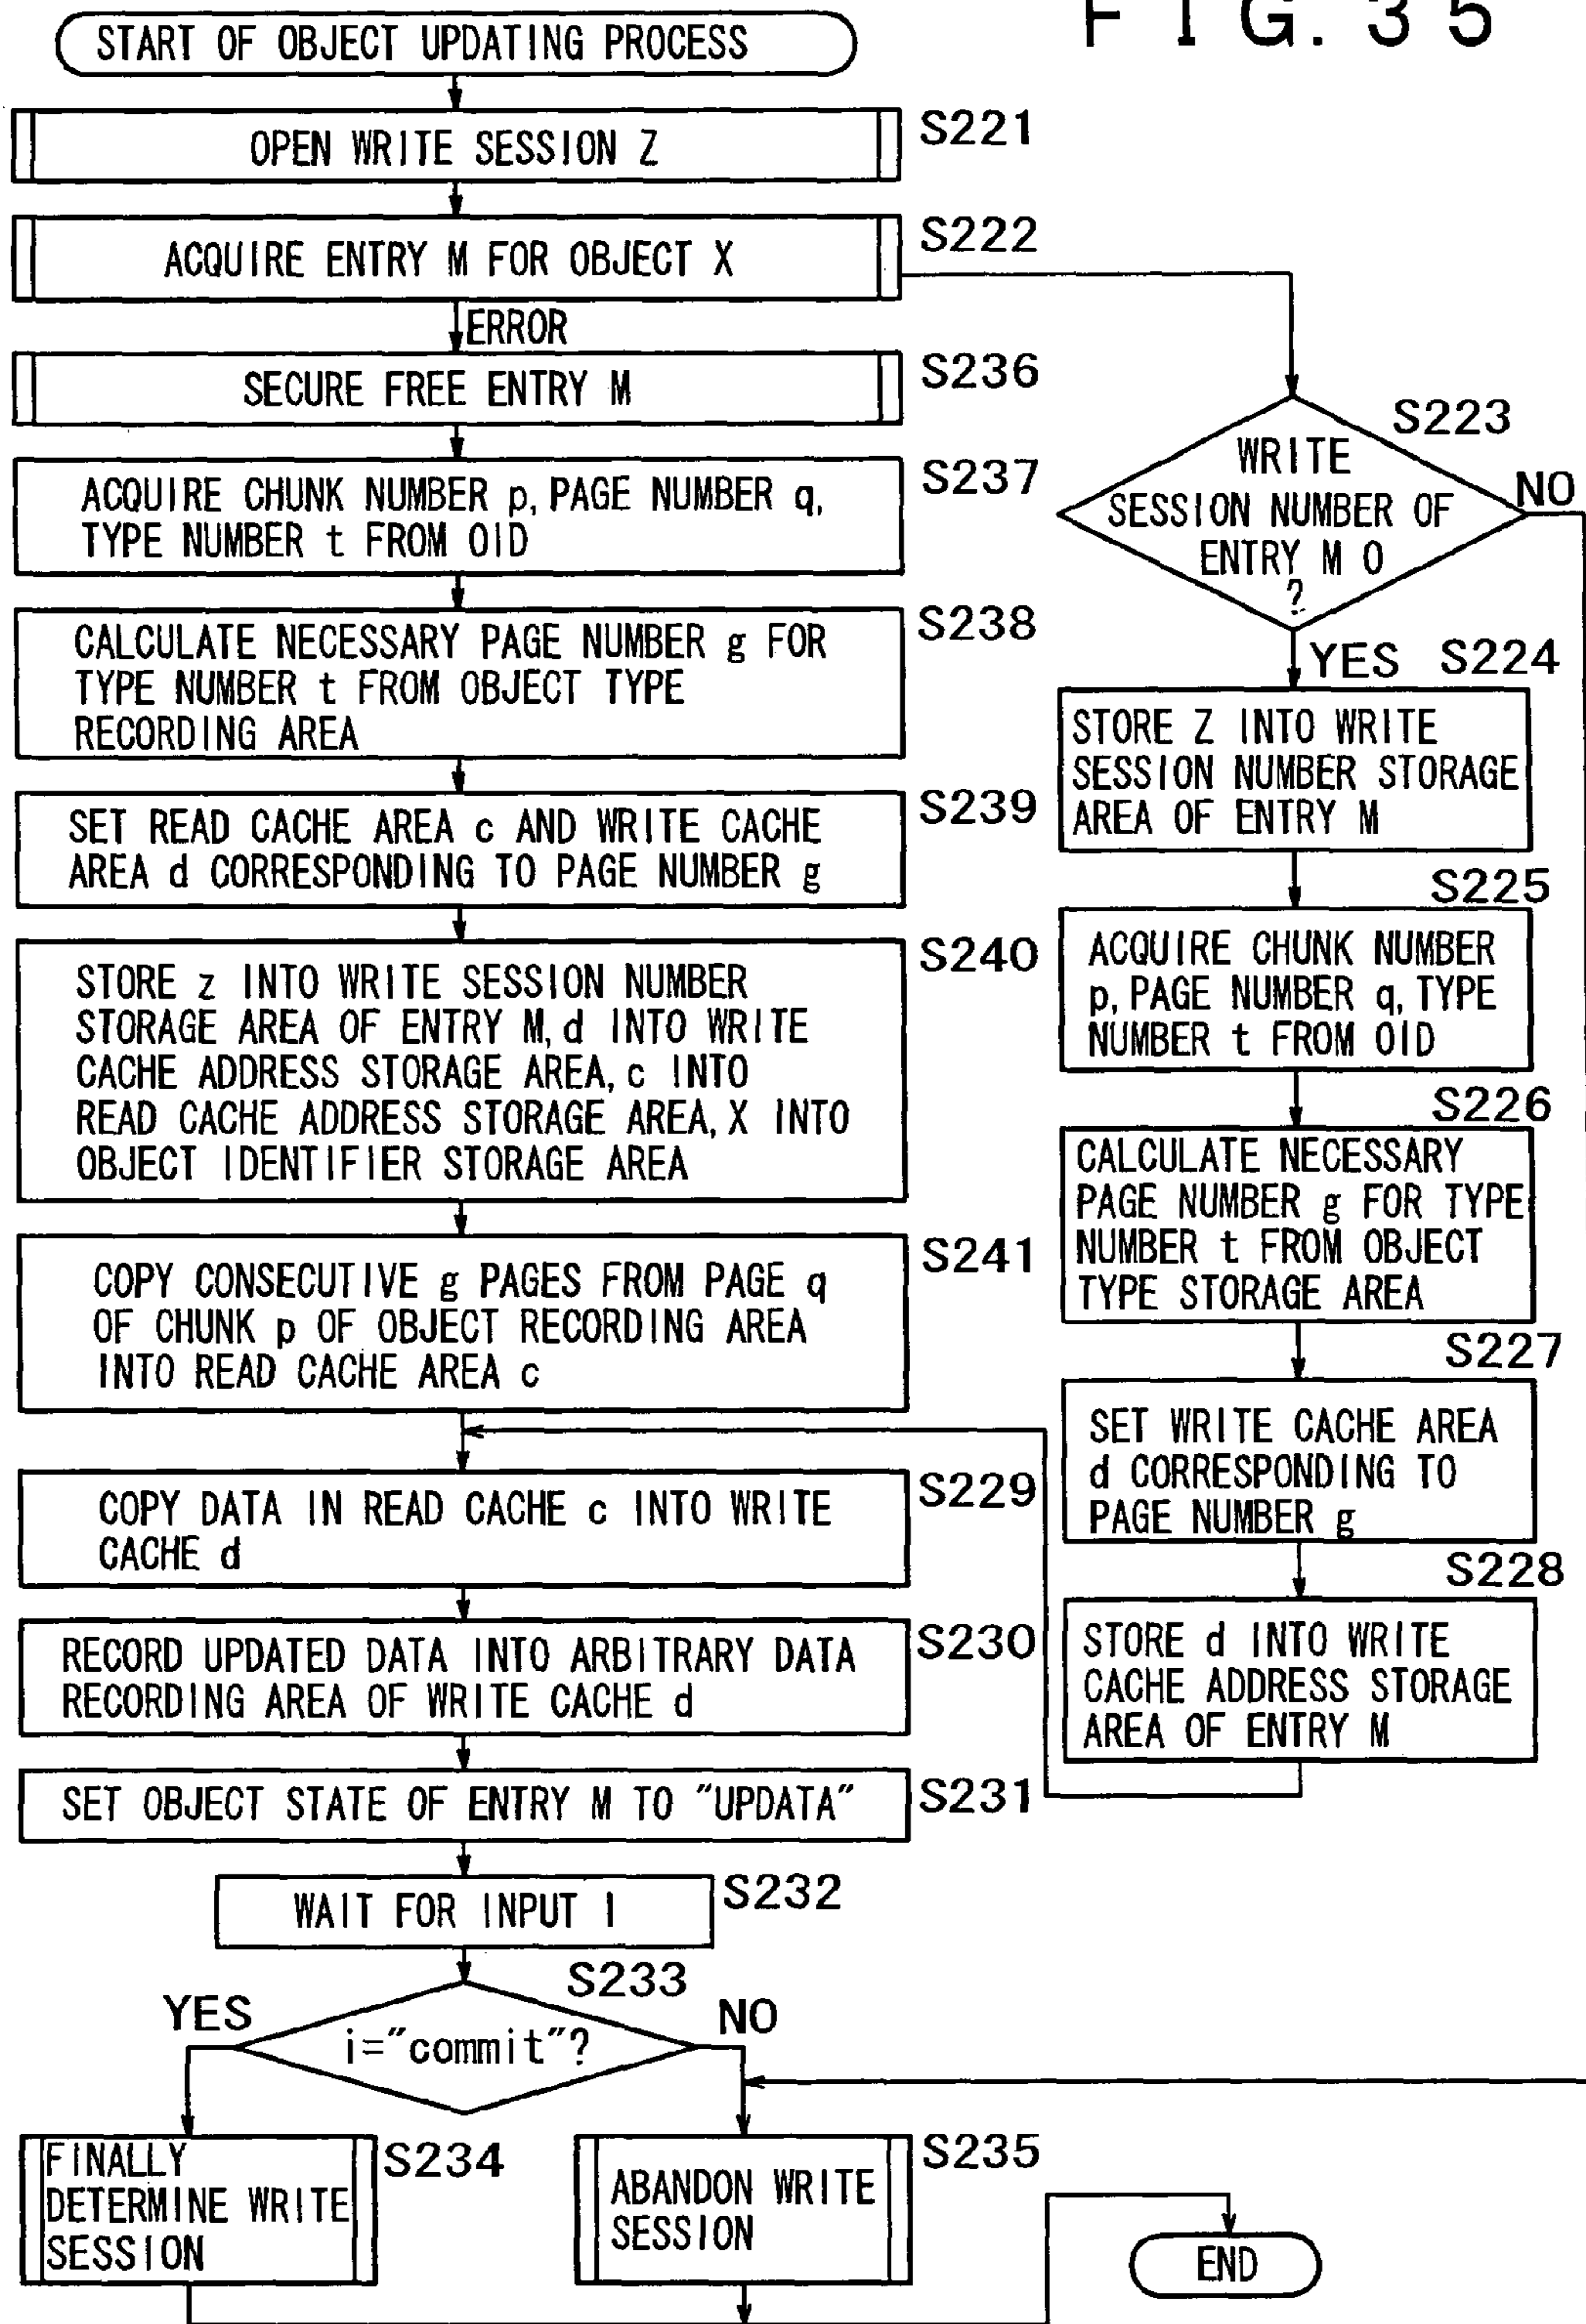 FIG. 35
START OF OBJECT UPDATING PROCESS
OPEN WRITE SESSION Z
S221
ACQUIRE ENTRY M FOR OBJECT X
S222
ERROR
SECURE FREE ENTRY M
S236
ACQUIRE CHUNK NUMBER p, PAGE NUMBER q,
TYPE NUMBER t FROM OID
S237
CALCULATE NECESSARY PAGE NUMBER g FOR
TYPE NUMBER t FROM OBJECT TYPE
RECORDING AREA
S238
SET READ CACHE AREA c AND WRITE CACHE
AREA d CORRESPONDING TO PAGE NUMBER g
S239
STORE z INTO WRITE SESSION NUMBER
STORAGE AREA OF ENTRY M, d INTO WRITE
CACHE ADDRESS STORAGE AREA, c INTO
READ CACHE ADDRESS STORAGE AREA, X INTO
OBJECT IDENTIFIER STORAGE AREA
S240
COPY CONSECUTIVE g PAGES FROM PAGE q
OF CHUNK p OF OBJECT RECORDING AREA
INTO READ CACHE AREA c
S241
S223
WRITE
SESSION NUMBER OF
ENTRY M 0
?
NO
YES
S224
STORE Z INTO WRITE
SESSION NUMBER STORAGE
AREA OF ENTRY M
S225
ACQUIRE CHUNK NUMBER
p, PAGE NUMBER q, TYPE
NUMBER t FROM OID
S226
CALCULATE NECESSARY
PAGE NUMBER g FOR TYPE
NUMBER t FROM OBJECT
TYPE STORAGE AREA
S227
SET WRITE CACHE AREA
d CORRESPONDING TO
PAGE NUMBER g
S228
STORE d INTO WRITE
CACHE ADDRESS STORAGE
AREA OF ENTRY M
COPY DATA IN READ CACHE c INTO WRITE
CACHE d
S229
RECORD UPDATED DATA INTO ARBITRARY DATA
RECORDING AREA OF WRITE CACHE d
S230
SET OBJECT STATE OF ENTRY M TO "UPDATA"
S231
WAIT FOR INPUT I
S232
S233
YES
i="commit"?
NO
FINALLY
DETERMINE WRITE
SESSION
S234
ABANDON WRITE
SESSION
S235
END